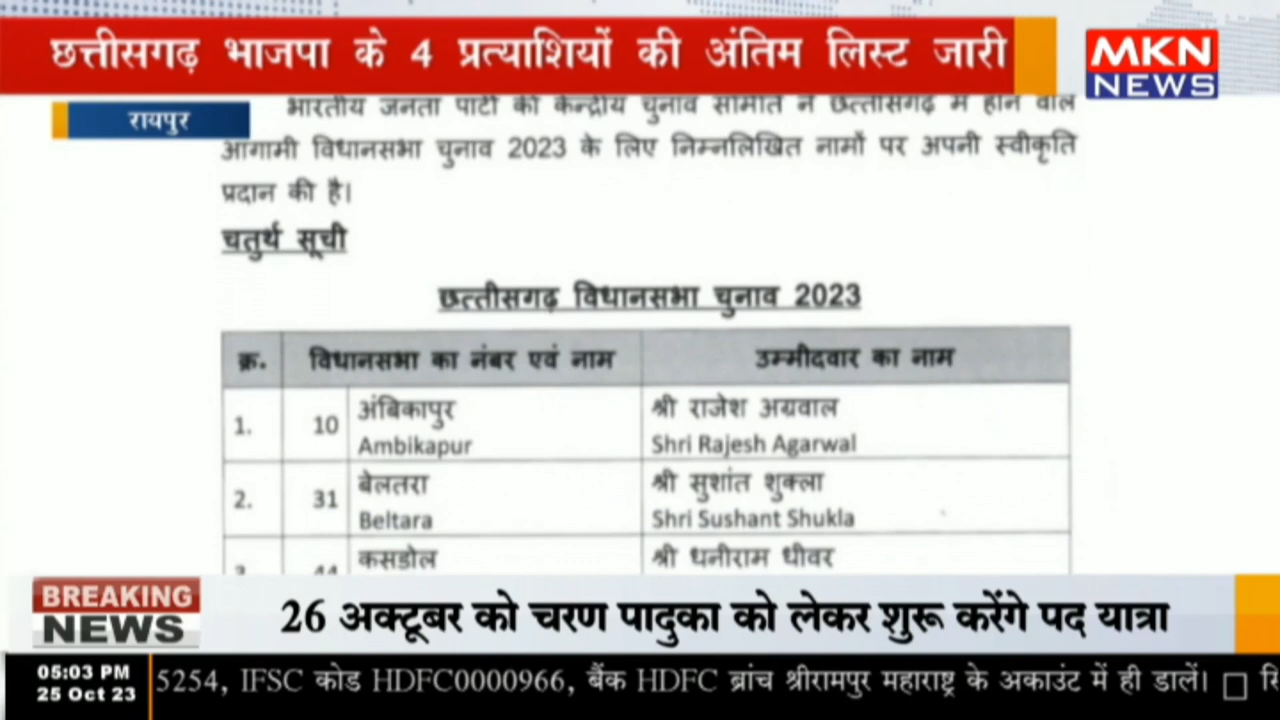 छत्तीसगढ़ भाजपा के 4 प्रत्याशियों की अंतिम लिस्ट जारी
MKN
NEWS
रायपुर
भारतीय जनता पार्टी की केन्द्रीय चुनाव समिति ने छत्तीसगढ़ में होने वाले
आगामी विधानसभा चुनाव 2023 के लिए निम्नलिखित नामों पर अपनी स्वीकृति
प्रदान की है।
चतुर्थ सूची
छत्तीसगढ़ विधानसभा चुनाव 2023
क्र. विधानसभा का नंबर एवं नाम उम्मीदवार का नाम
1. 10 अंबिकापुर श्री राजेश अग्रवाल
Ambikapur Shri Rajesh Agarwal
2. 31 बेलतरा श्री सुशांत शुक्ला
Beltara Shri Sushant Shukla
3. 44 कसडोल श्री धनीराम धीवर
BREAKING
NEWS
26 अक्टूबर को चरण पादुका को लेकर शुरू करेंगे पद यात्रा
05:03 PM
25 Oct 23
5254, IFSC कोड HDFC0000966, बैंक HDFC ब्रांच श्रीरामपुर महाराष्ट्र के अकाउंट में ही डालें।